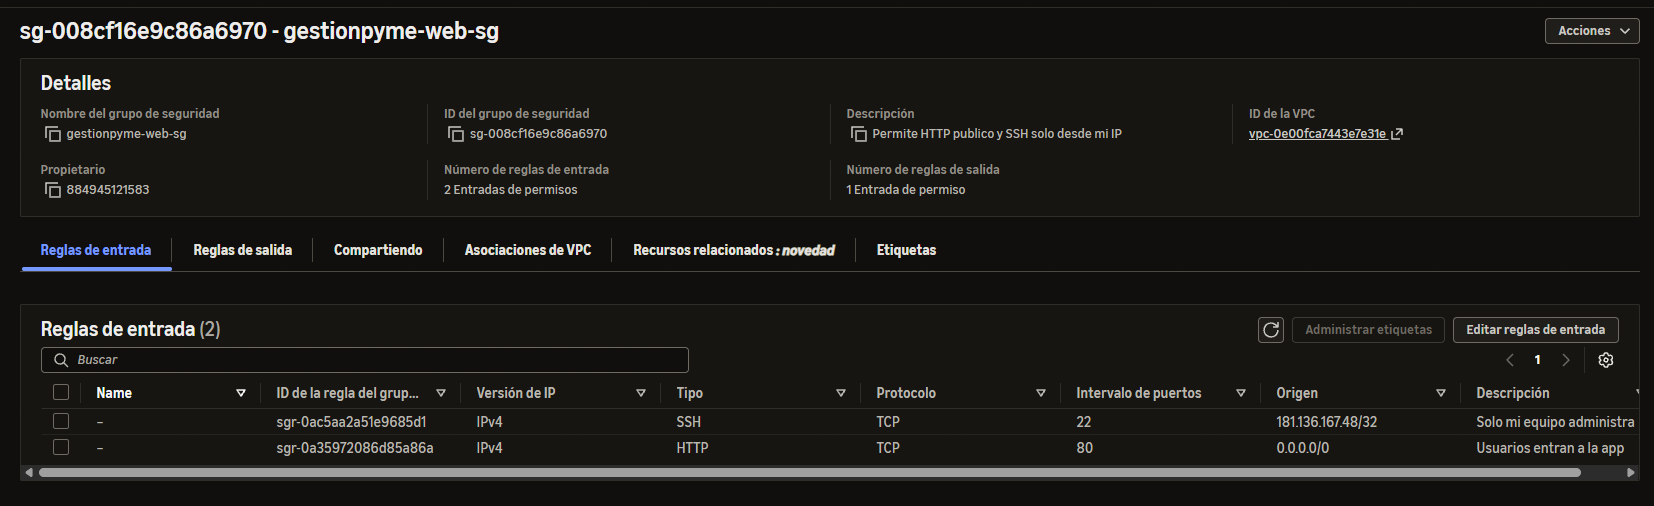 sg-008cf16e9c86a6970 - gestionpyme-web-sg
Acciones
Detalles
Nombre del grupo de seguridad
gestionpyme-web-sg
ID del grupo de seguridad
sg-008cf16e9c86a6970
Descripción
Permite HTTP publico y SSH solo desde mi IP
ID de la VPC
vpc-0e00fca7443e7e31e
Propietario
884945121583
Número de reglas de entrada
2 Entradas de permisos
Número de reglas de salida
1 Entrada de permiso
Reglas de entrada Reglas de salida Compartiendo Asociaciones de VPC Recursos relacionados : novedad Etiquetas
Reglas de entrada (2)
Administrar etiquetas
Editar reglas de entrada
Buscar
1
Name ID de la regla del grup... Versión de IP Tipo Protocolo Intervalo de puertos Origen Descripción
– sgr-0ac5aa2a51e9685d1 IPv4 SSH TCP 22 181.136.167.48/32 Solo mi equipo administra
– sgr-0a35972086d85a86a IPv4 HTTP TCP 80 0.0.0.0/0 Usuarios entran a la app